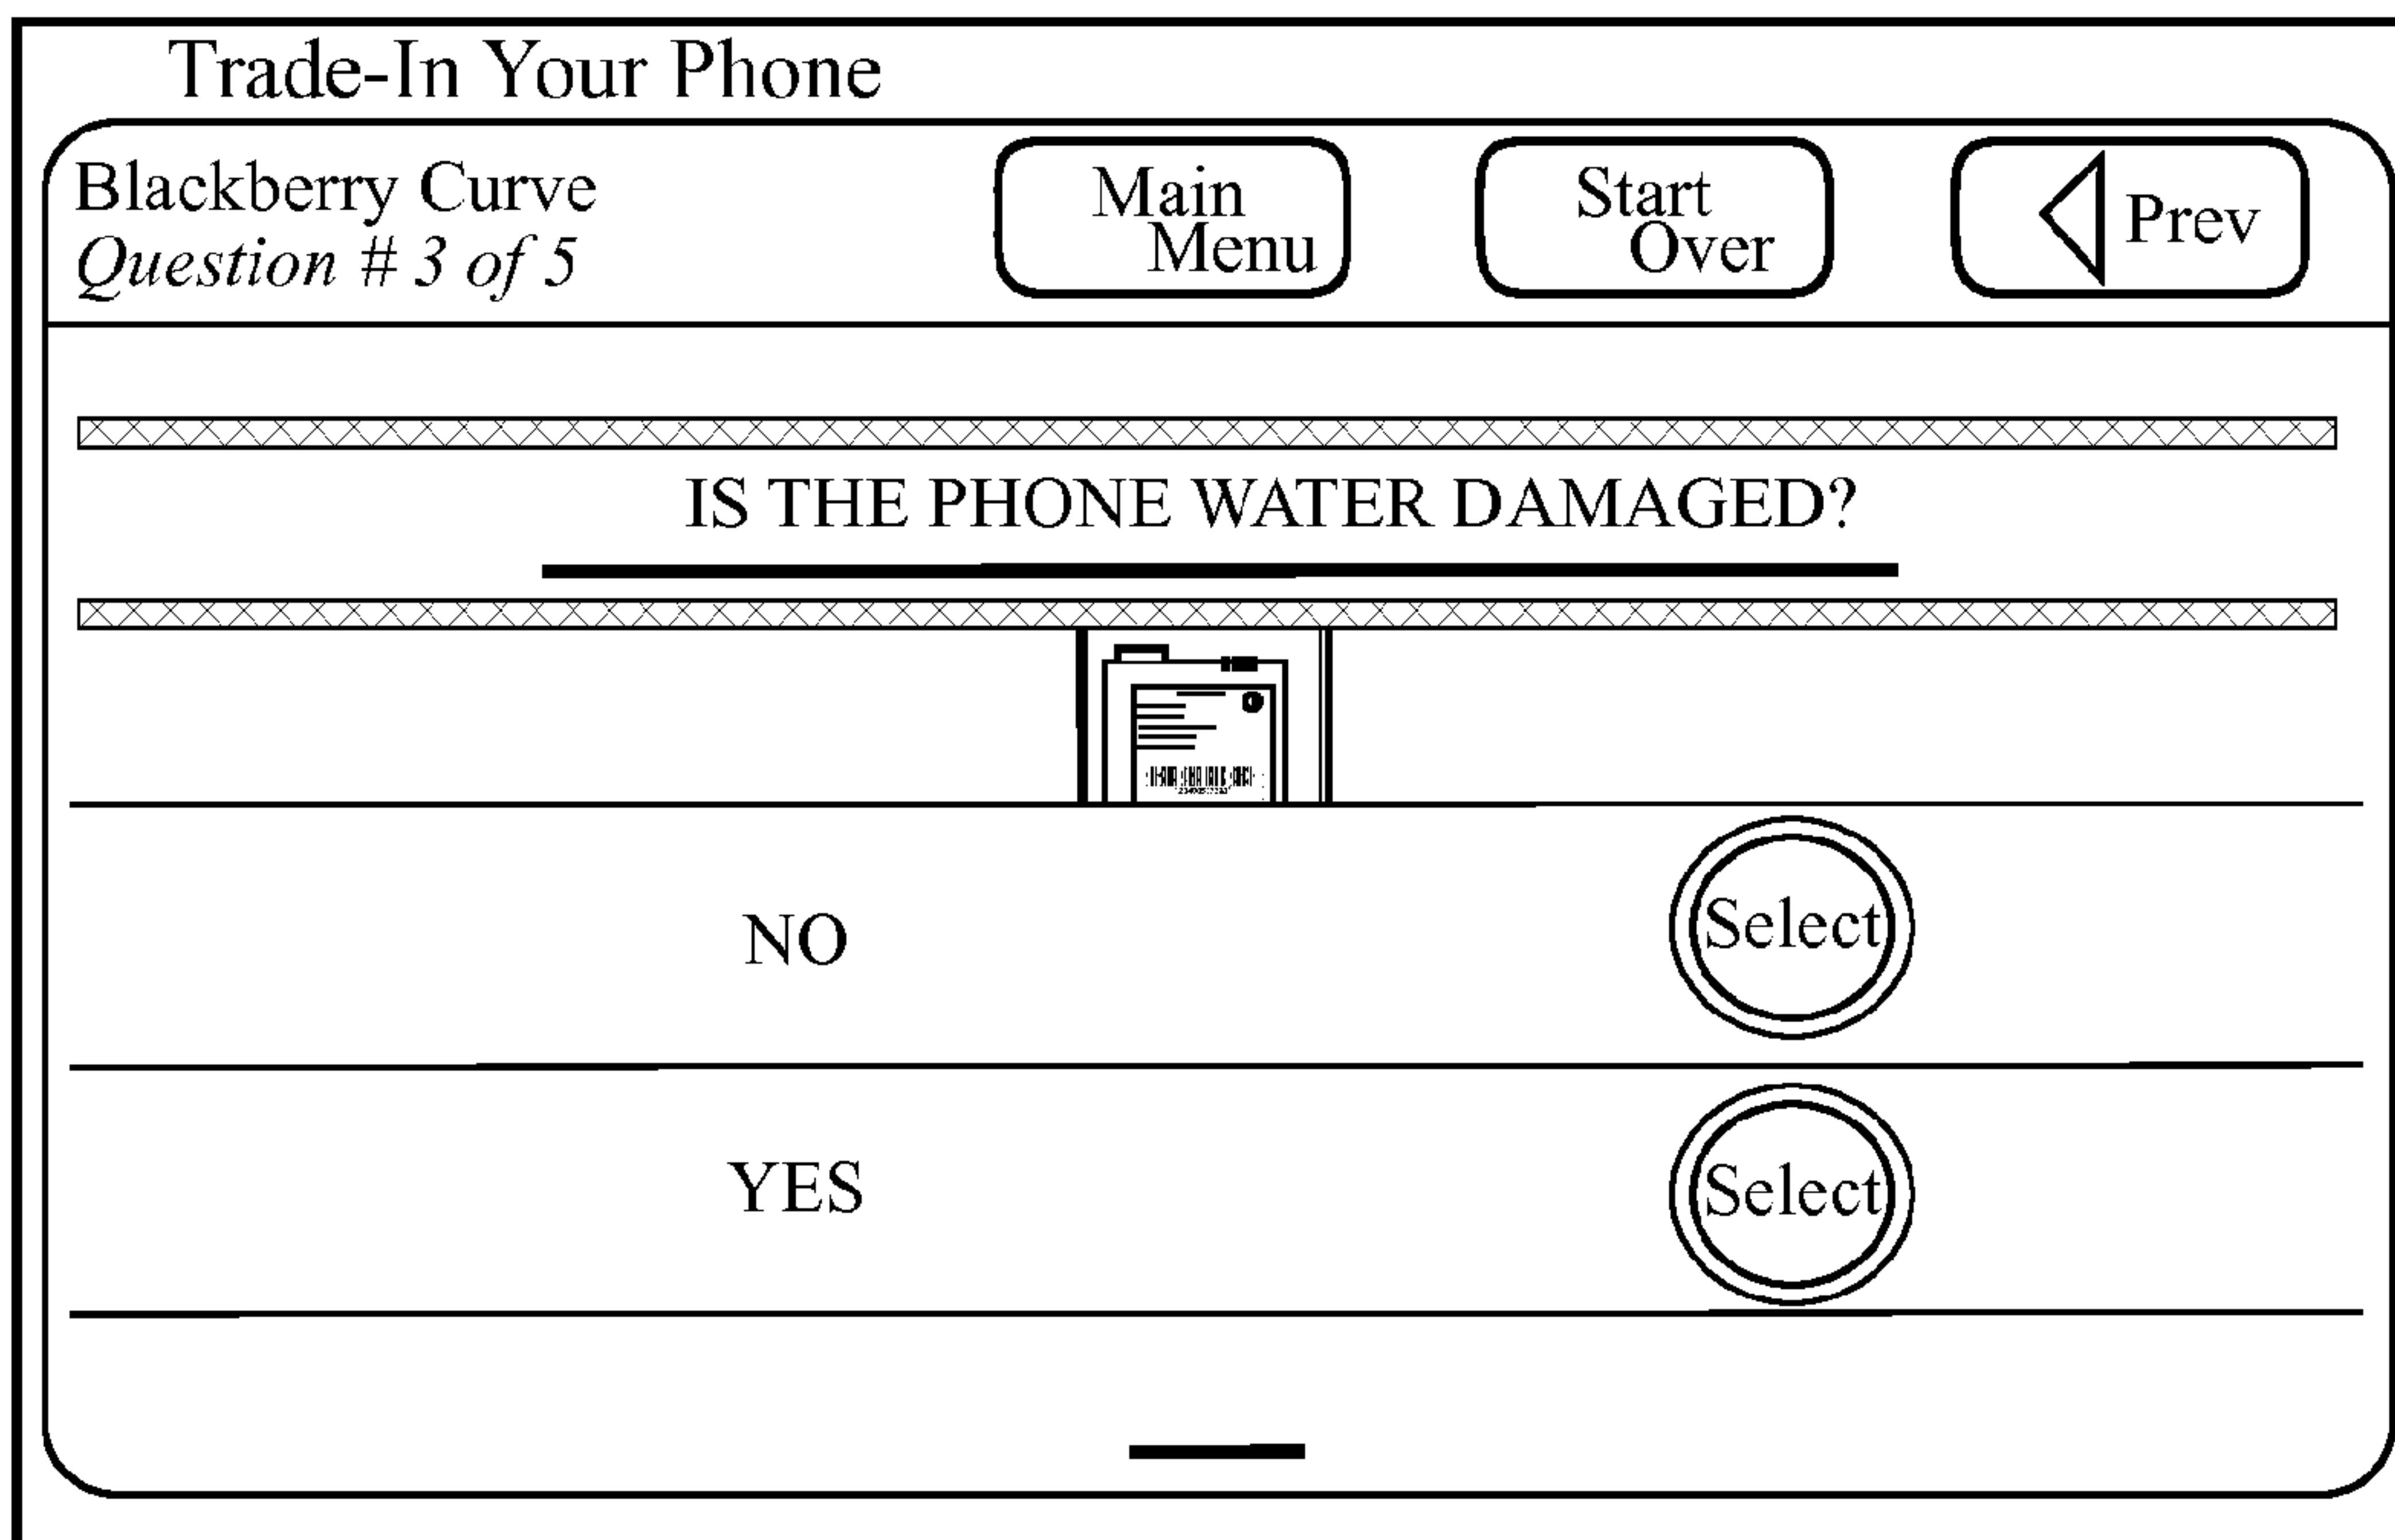 Trade-In Your Phone
Blackberry Curve
Question # 3 of 5
Main
Menu
Start
Over
Prev
IS THE PHONE WATER DAMAGED?
NO
Select
YES
Select